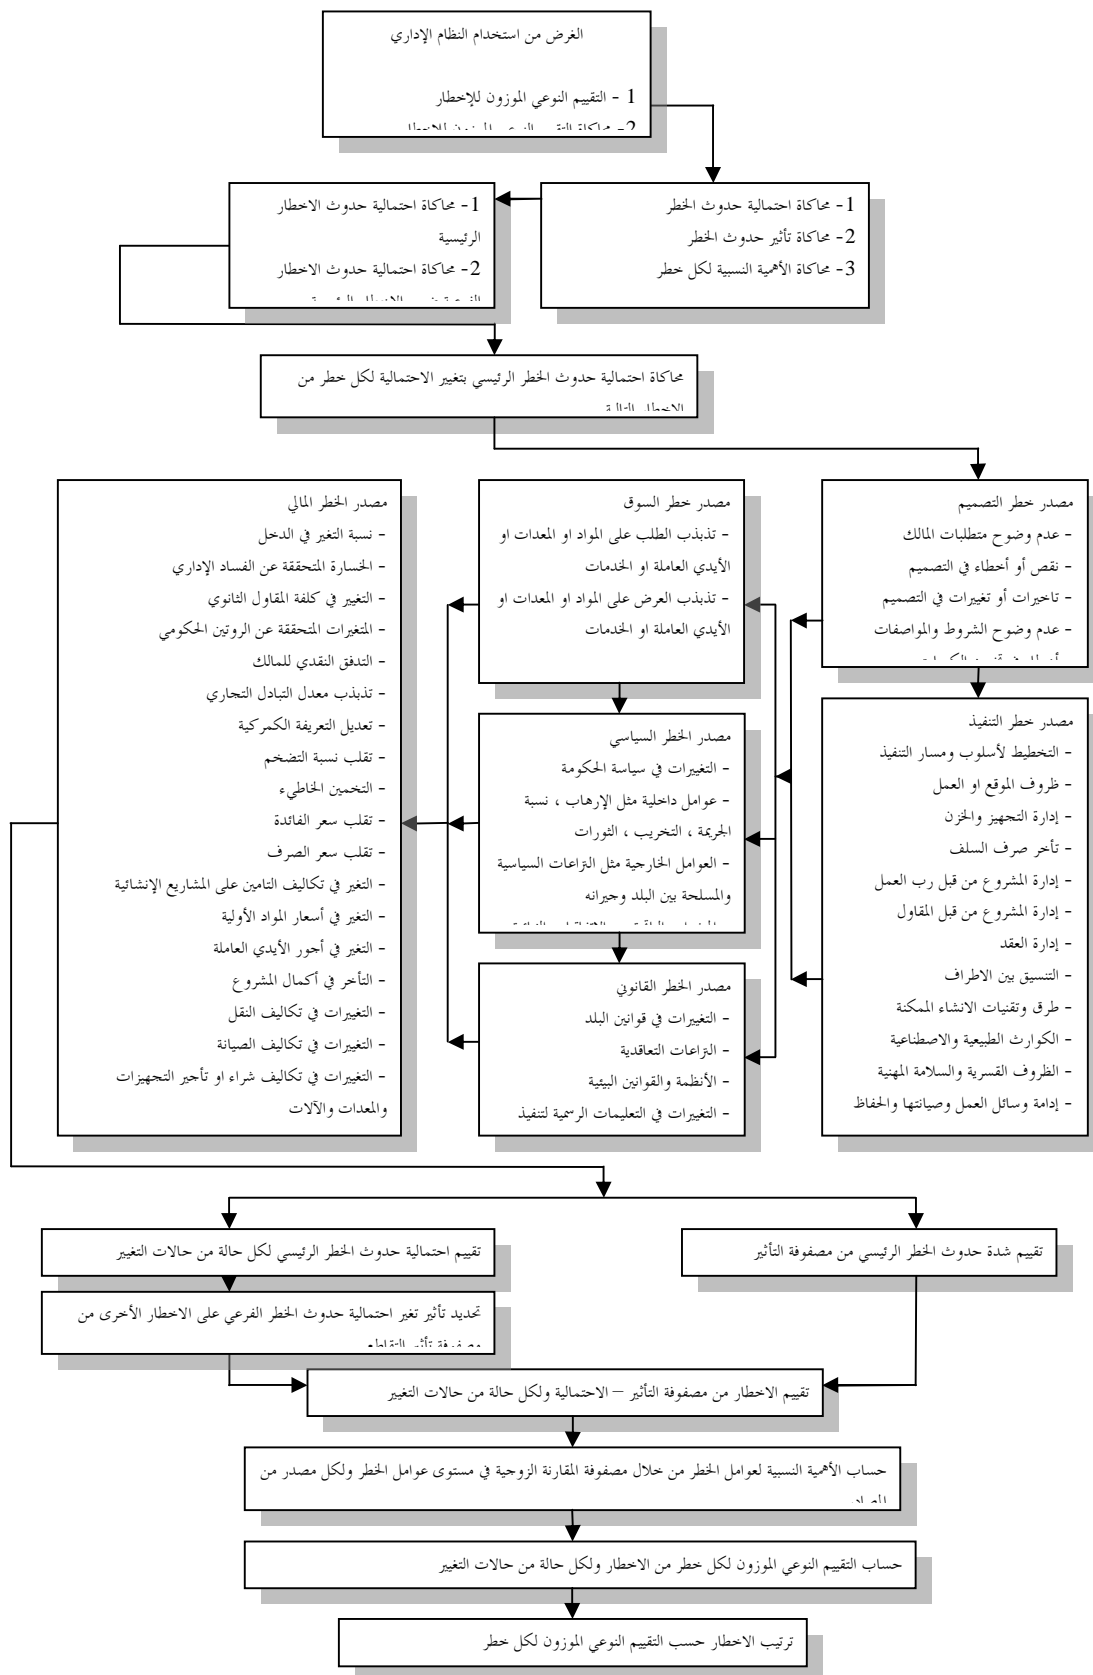 الغرض من استخدام النظام الإداري
1 - التقييم النوعي الموزون للإخطار
2- محاكاة التقييم النوعي الموزون للاخطار
1- محاكاة احتمالية حدوث الخطر
2- محاكاة تأثير حدوث الخطر
3- محاكاة الأهمية النسبية لكل خطر
1- محاكاة احتمالية حدوث الاخطار
الرئيسية
2- محاكاة احتمالية حدوث الاخطار
محاكاة احتمالية حدوث الخطر الرئيسي بتغيير الاحتمالية لكل خطر من
الاخطار التالية
مصدر خطر التصميم
- عدم وضوح متطلبات المالك
- نقص أو أخطاء في التصميم
- تاخيرات أو تغييرات في التصميم
- عدم وضوح الشروط والمواصفات
مصدر خطر التنفيذ
- التخطيط لأسلوب ومسار التنفيذ
- ظروف الموقع او العمل
- إدارة التجهيز والخزن
- تأخر صرف السلف
- إدارة المشروع من قبل رب العمل
- إدارة المشروع من قبل المقاول
- إدارة العقد
- التنسيق بين الاطراف
- طرق وتقنيات الانشاء الممكنة
- الكوارث الطبيعية والاصطناعية
- الظروف القسرية والسلامة المهنية
- إدامة وسائل العمل وصيانتها والحفاظ
مصدر خطر السوق
- تذبذب الطلب على المواد او المعدات او
الأيدي العاملة او الخدمات
- تذبذب العرض على المواد او المعدات او
الأيدي العاملة او الخدمات
مصدر الخطر السياسي
- التغييرات في سياسة الحكومة
- عوامل داخلية مثل الإرهاب ، نسبة
الجريمة ، التخريب ، الثورات
- العوامل الخارجية مثل النزاعات السياسية
والمسلحة بين البلد وجيرانه
مصدر الخطر القانوني
- التغييرات في قوانين البلد
- النزاعات التعاقدية
- الأنظمة والقوانين البيئية
- التغييرات في التعليمات الرسمية لتنفيذ
مصدر الخطر المالي
- نسبة التغير في الدخل
- الخسارة المتحققة عن الفساد الإداري
- التغيير في كلفة المقاول الثانوي
- المتغيرات المتحققة عن الروتين الحكومي
- التدفق النقدي للمالك
- تذبذب معدل التبادل التجاري
- تعديل التعريفة الكمركية
- تقلب نسبة التضخم
- التخمين الخاطيء
- تقلب سعر الفائدة
- تقلب سعر الصرف
- التغير في تكاليف التامين على المشاريع الإنشائية
- التغير في أسعار المواد الأولية
- التغير في أجور الأيدي العاملة
- التأخر في أكمال المشروع
- التغييرات في تكاليف النقل
- التغييرات في تكاليف الصيانة
- التغييرات في تكاليف شراء او تأجير التجهيزات
والمعدات والآلات
تقييم شدة حدوث الخطر الرئيسي من مصفوفة التأثير
تقييم احتمالية حدوث الخطر الرئيسي لكل حالة من حالات التغيير
تحديد تأثير تغير احتمالية حدوث الخطر الفرعي على الاخطار الأخرى من
مصفوفة تأثير التقاطع
تقييم الاخطار من مصفوفة التأثير – الاحتمالية ولكل حالة من حالات التغيير
حساب الأهمية النسبية لعوامل الخطر من خلال مصفوفة المقارنة الزوجية في مستوى عوامل الخطر ولكل مصدر من
المصادر
حساب التقييم النوعي الموزون لكل خطر من الاخطار ولكل حالة من حالات التغيير
ترتيب الاخطار حسب التقييم النوعي الموزون لكل خطر